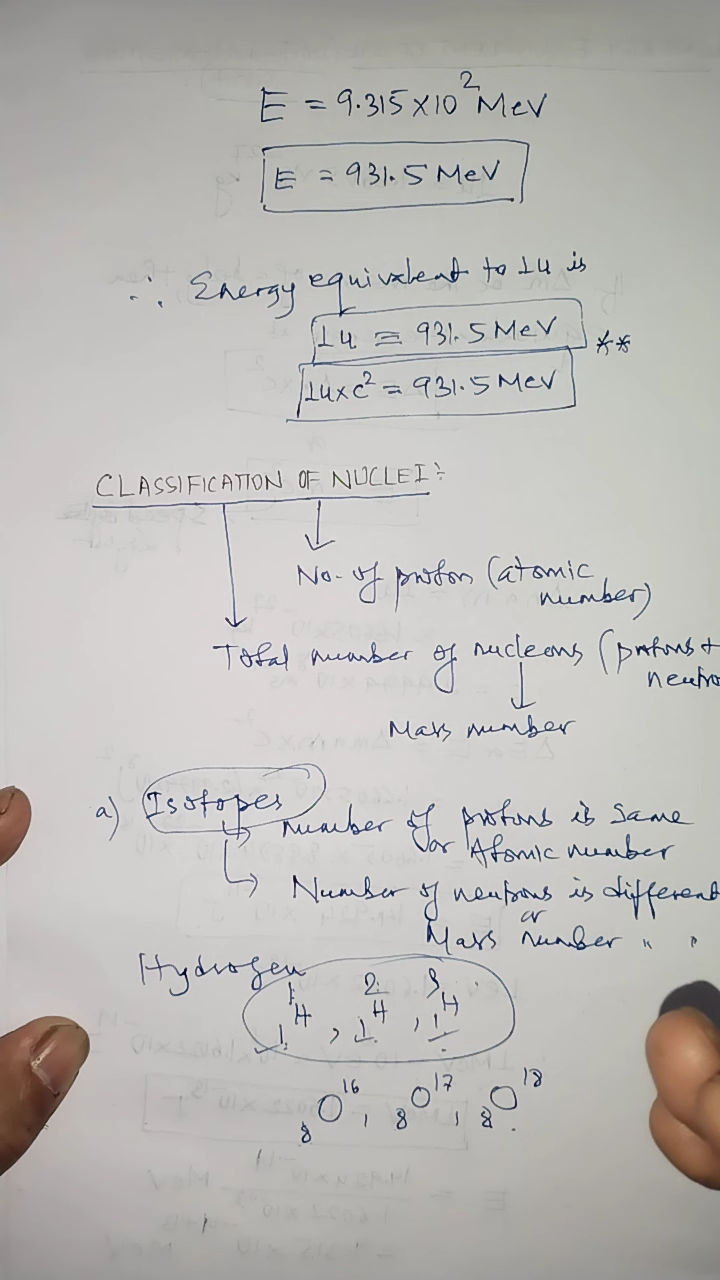 E = 9.315×10² MeV
E = 931.5 MeV
∴ Energy equivalent to 1u is
1u = 931.5 MeV **
1u×c² = 931.5 MeV
CLASSIFICATION OF NUCLEI:
No. of proton (atomic
number)
Total number of nucleons (protons +
neutro
Mass number
a) Isotopes
Number of protons is same
or Atomic number
Number of neutrons is different
or
Mass number " "
Hydrogen
₁¹H, ₁²H, ₁³H
₈O¹⁶, ₈O¹⁷, ₈O¹⁸